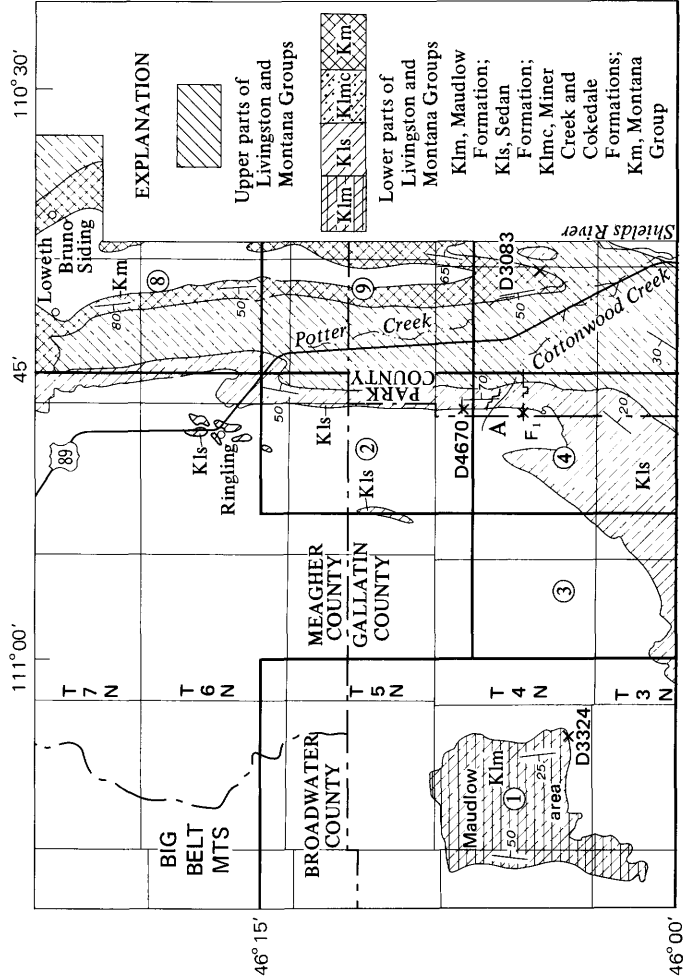 111°00′
45′
110°30′
46°15′
46°00′
BIG
BELT
MTS
BROADWATER
COUNTY
MEAGHER
COUNTY
GALLATIN
COUNTY
PARK
COUNTY
T
7
N
T
6
N
T
5
N
T
4
N
T
3
N
89
Kls
Ringling
Loweth
Bruno
Siding
Km
80
8
50
50
Kls
2
Kls
Potter
Creek
9
65
D4670
70
A
F1
D3083
50
Cottonwood Creek
4
20
Kls
30
3
Shields River
Maudlow
Klm
1
25
area
50
D3324
EXPLANATION
Upper parts of
Livingston and
Montana Groups
Klm
Kls
Klmc
Km
Lower parts of
Livingston and
Montana Groups
Klm, Maudlow
Formation;
Kls, Sedan
Formation;
Klmc, Miner
Creek and
Cokedale
Formations;
Km, Montana
Group